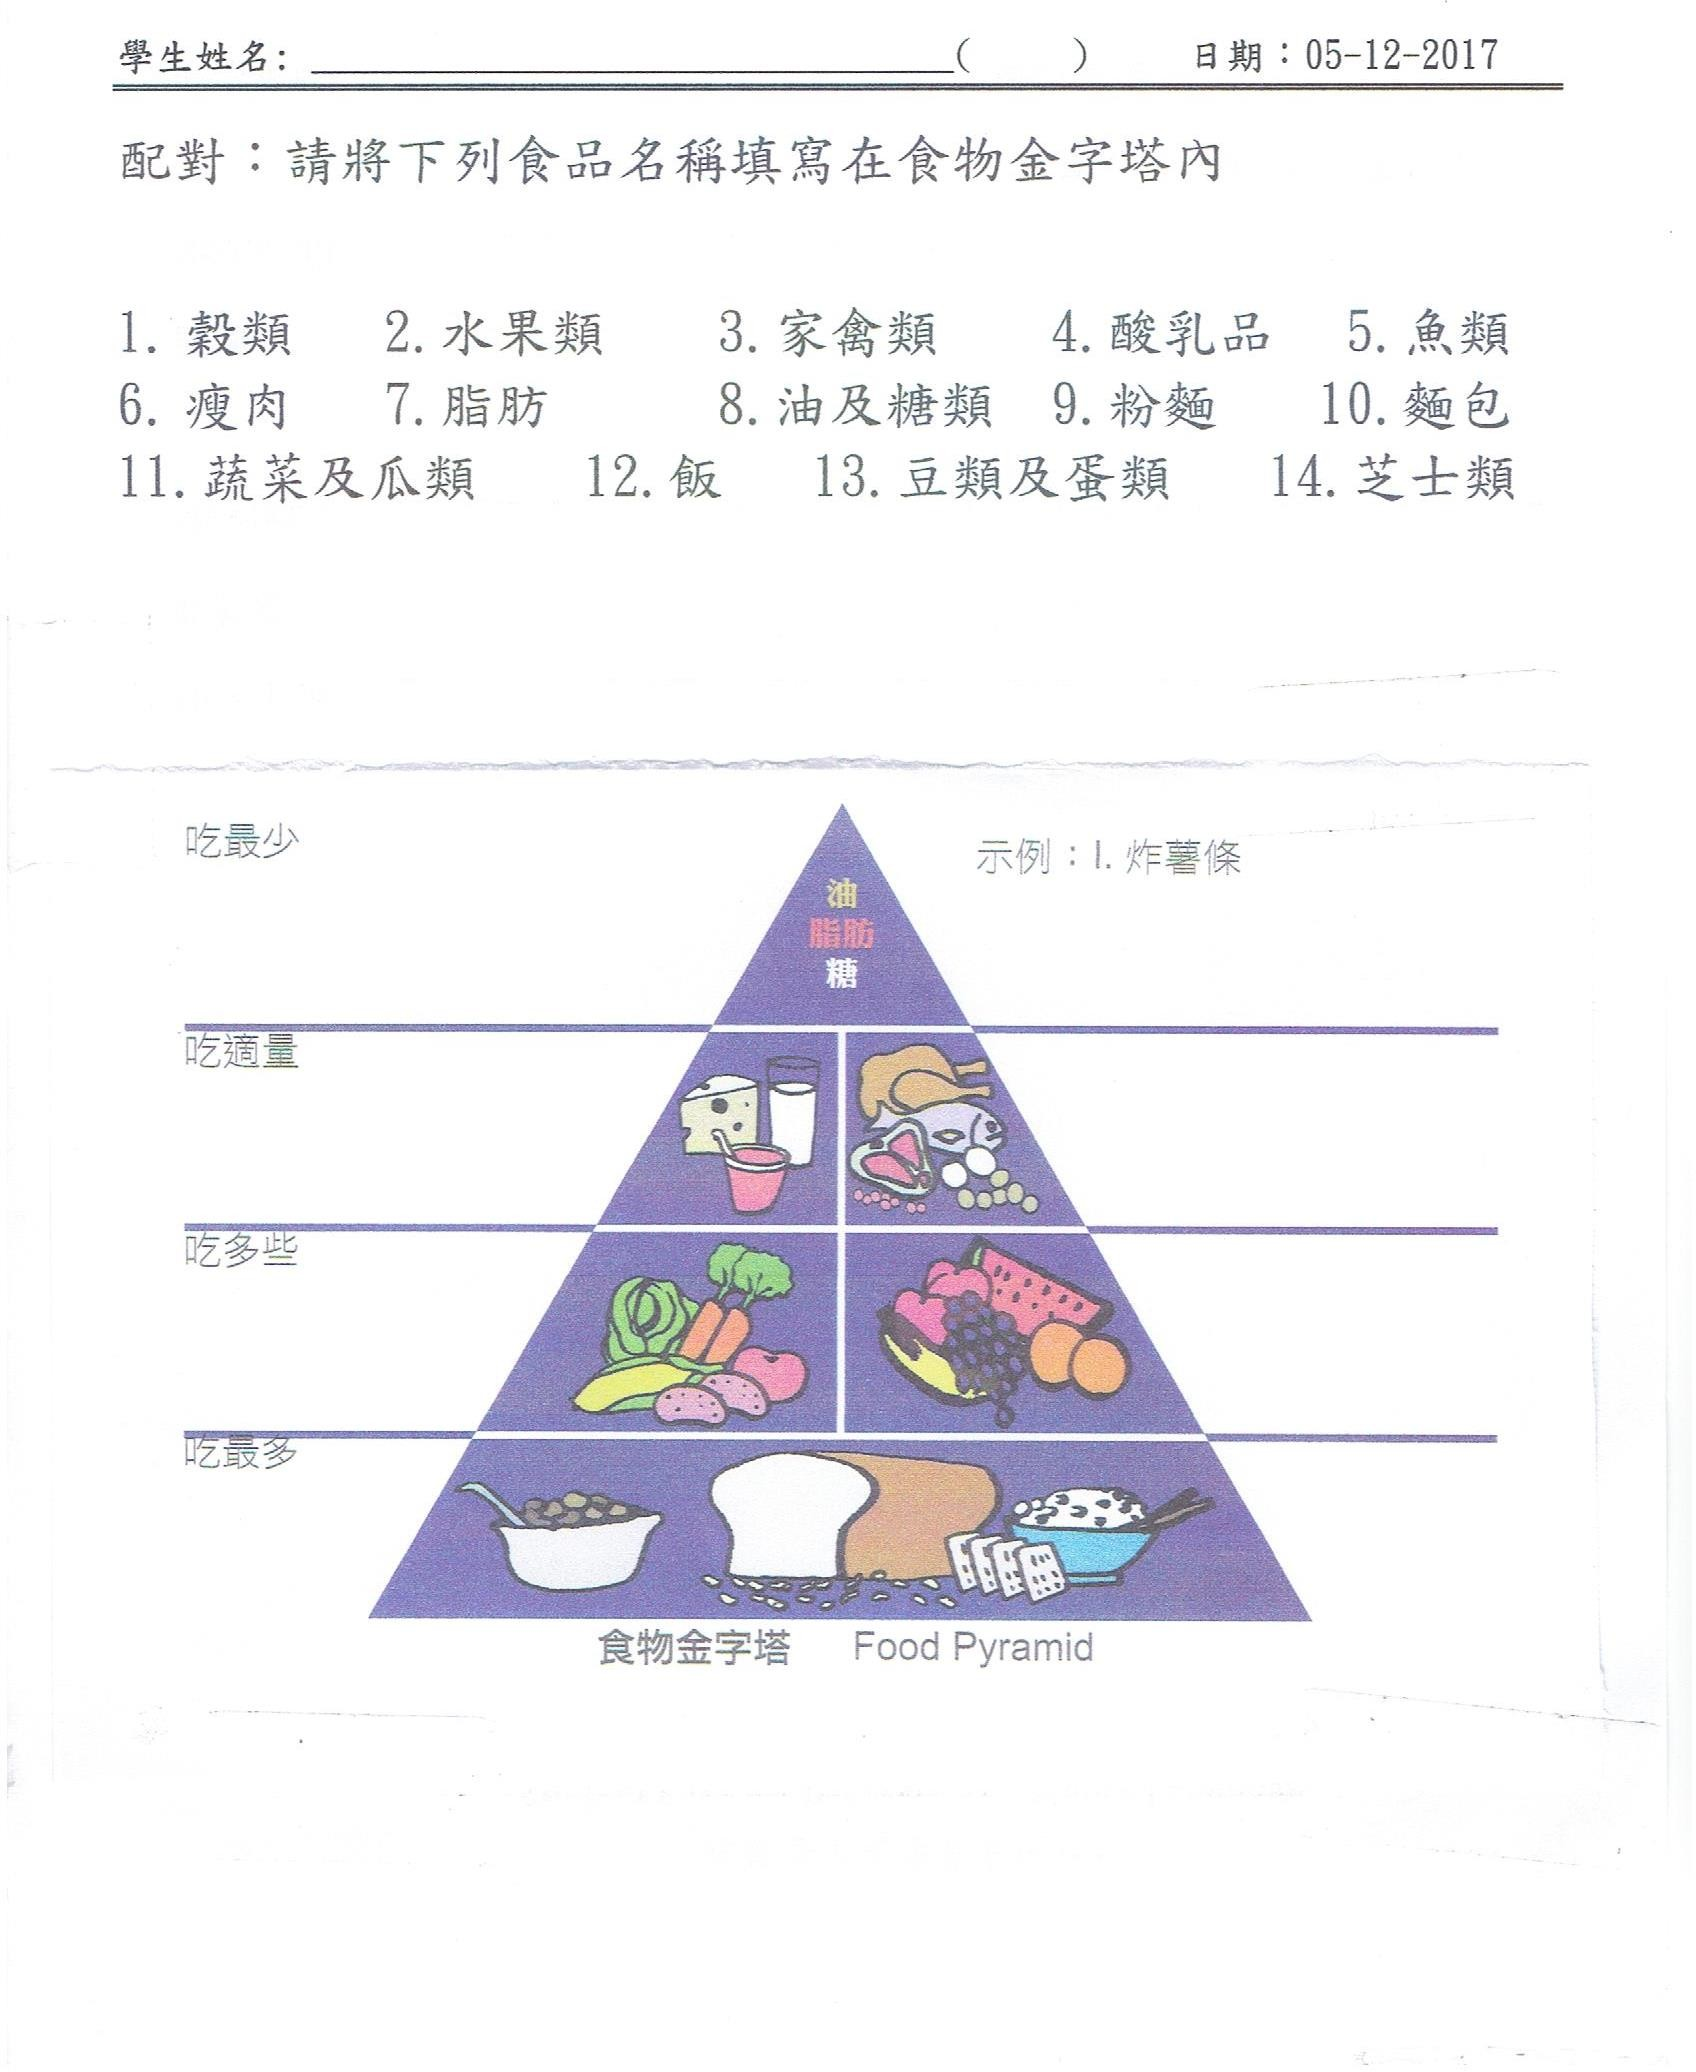 學生姓名: ( ) 日期：05-12-2017
配對：請將下列食品名稱填寫在食物金字塔內
1. 穀類 2. 水果類 3. 家禽類 4. 酸乳品 5. 魚類
6. 瘦肉 7. 脂肪 8. 油及糖類 9. 粉麵 10. 麵包
11. 蔬菜及瓜類 12. 飯 13. 豆類及蛋類 14. 芝士類
吃最少
示例：1. 炸薯條
油
脂肪
糖
吃適量
吃多些
吃最多
食物金字塔 Food Pyramid